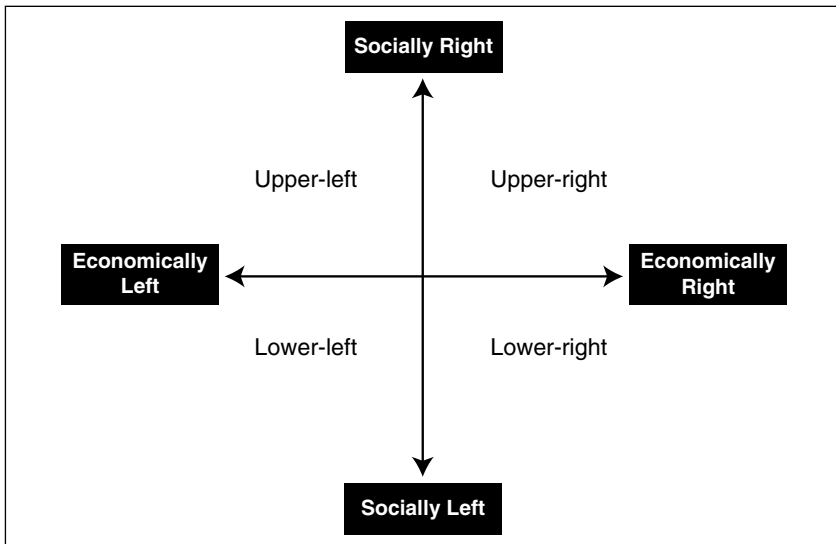 Socially Right
Upper-left
Upper-right
Economically
Left
Economically
Right
Lower-left
Lower-right
Socially Left